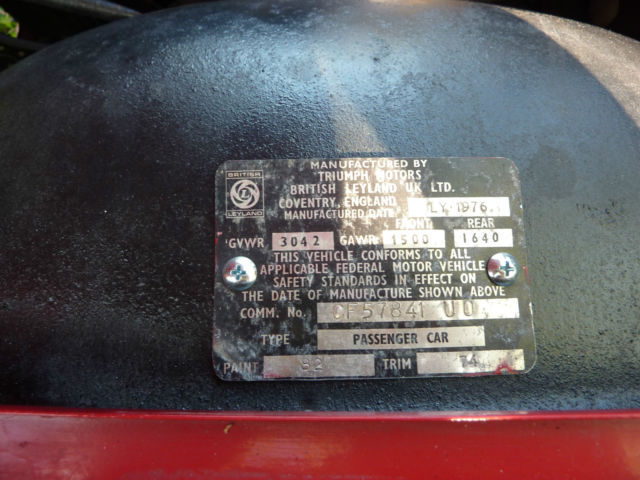 MANUFACTURED BY
TRIUMPH MOTORS
BRITISH LEYLAND UK LTD.
COVENTRY, ENGLAND
BRITISH
L
LEYLAND
MANUFACTURED DATE LY 1976
FRONT REAR
GVWR 3042 GAWR 1500 1640
THIS VEHICLE CONFORMS TO ALL
APPLICABLE FEDERAL MOTOR VEHICLE
SAFETY STANDARDS IN EFFECT ON
THE DATE OF MANUFACTURE SHOWN ABOVE
COMM. No. CF57841 UO
TYPE PASSENGER CAR
PAINT 82 TRIM 74